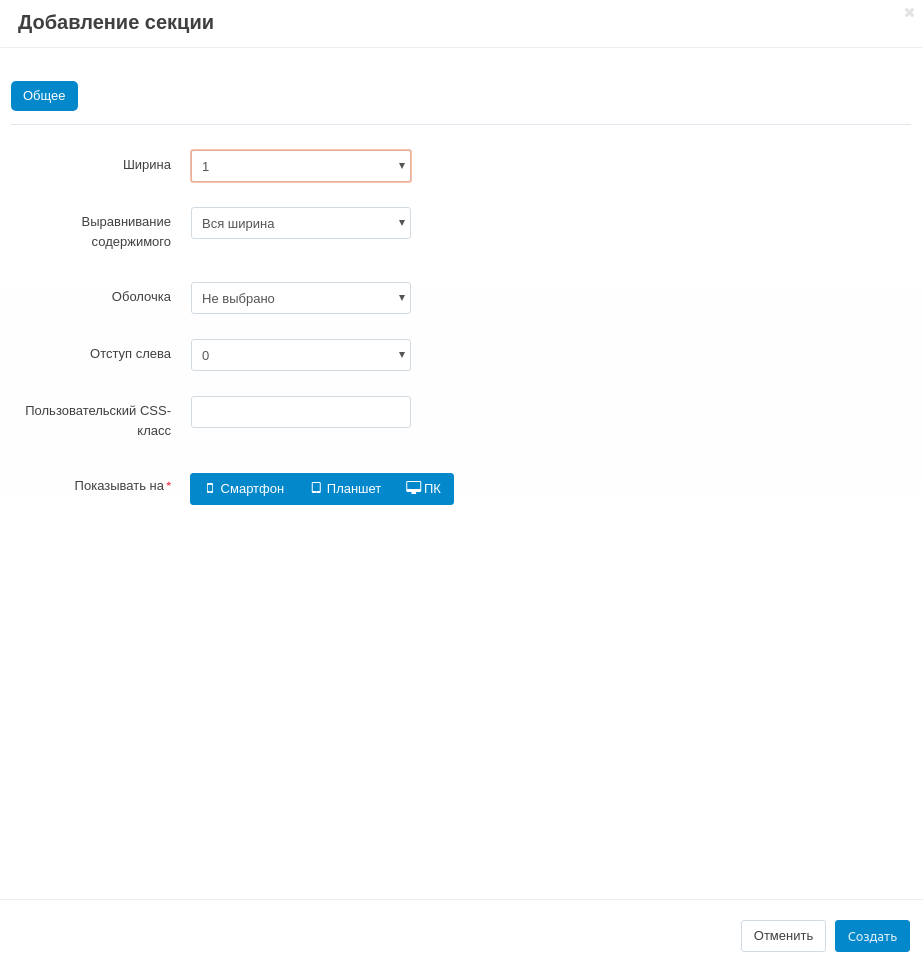 Добавление секции
Общее
Ширина
1
Выравнивание
содержимого
Вся ширина
Оболочка
Не выбрано
Отступ слева
0
Пользовательский CSS-
класс
Показывать на*
Смартфон Планшет ПК
Отменить Создать